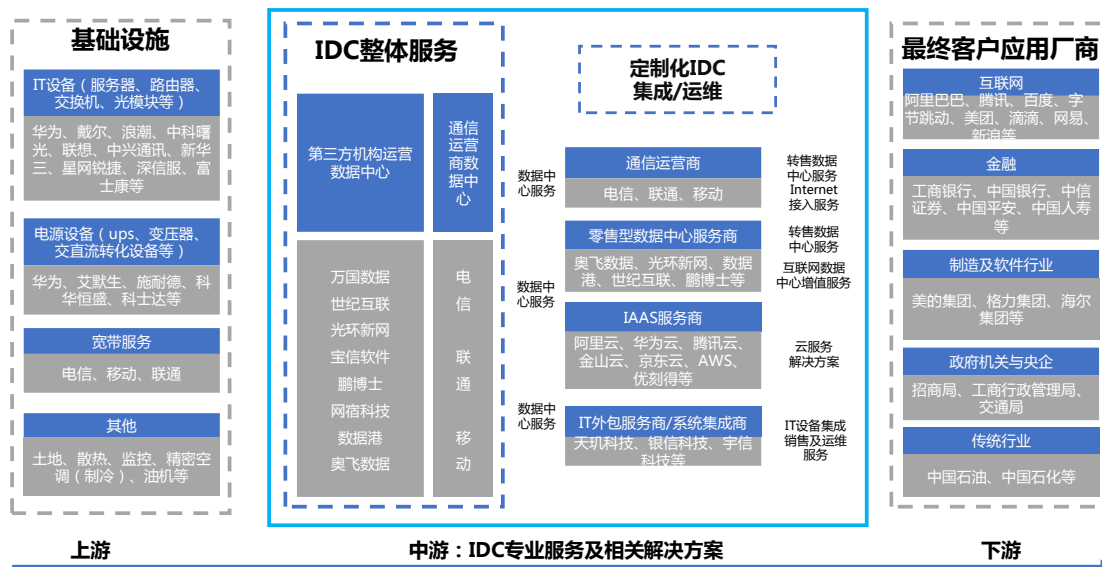 基础设施
IT设备（服务器、路由器、
交换机、光模块等）
华为、戴尔、浪潮、中科曙
光、联想、中兴通讯、新华
三、星网锐捷、深信服、富
士康等
电源设备（ups、变压器、
交直流转化设备等）
华为、艾默生、施耐德、科
华恒盛、科士达等
宽带服务
电信、移动、联通
其他
土地、散热、监控、精密空
调（制冷）、油机等
IDC整体服务
第三方机构运营
数据中心
通信
运营
商数
据中
心
万国数据
世纪互联
光环新网
宝信软件
鹏博士
网宿科技
数据港
奥飞数据
电
信
联
通
移
动
定制化IDC
集成/运维
数据中
心服务
通信运营商
电信、联通、移动
转售数据
中心服务
Internet
接入服务
数据中
心服务
零售型数据中心服务商
奥飞数据、光环新网、数据
港、世纪互联、鹏博士等
转售数据
中心服务
互联网数据
中心增值服务
IAAS服务商
阿里云、华为云、腾讯云、
金山云、京东云、AWS、
优刻得等
云服务
解决方案
数据中
心服务
IT外包服务商/系统集成商
天玑科技、银信科技、宇信
科技等
IT设备集成
销售及运维
服务
最终客户应用厂商
互联网
阿里巴巴、腾讯、百度、字
节跳动、美团、滴滴、网易、
新浪等
金融
工商银行、中国银行、中信
证券、中国平安、中国人寿
等
制造及软件行业
美的集团、格力集团、海尔
集团等
政府机关与央企
招商局、工商行政管理局、
交通局
传统行业
中国石油、中国石化等
上游
中游：IDC专业服务及相关解决方案
下游